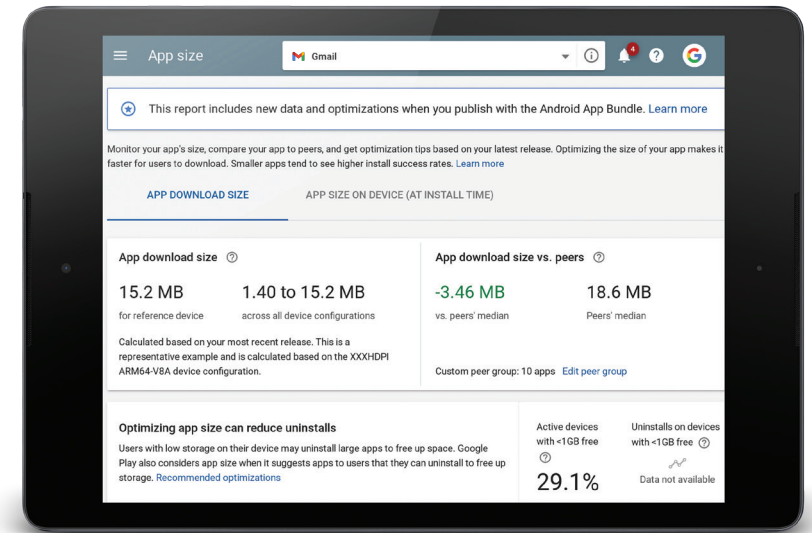 App size
Gmail
4
This report includes new data and optimizations when you publish with the Android App Bundle. Learn more
Monitor your app's size, compare your app to peers, and get optimization tips based on your latest release. Optimizing the size of your app makes it
faster for users to download. Smaller apps tend to see higher install success rates. Learn more
APP DOWNLOAD SIZE
APP SIZE ON DEVICE (AT INSTALL TIME)
App download size
15.2 MB
1.40 to 15.2 MB
for reference device
across all device configurations
Calculated based on your most recent release. This is a
representative example and is calculated based on the XXXHDPI
ARM64-V8A device configuration.
App download size vs. peers
-3.46 MB
18.6 MB
vs. peers' median
Peers' median
Custom peer group: 10 apps Edit peer group
Optimizing app size can reduce uninstalls
Users with low storage on their device may uninstall large apps to free up space. Google
Play also considers app size when it suggests apps to users that they can uninstall to free up
storage. Recommended optimizations
Active devices
with <1GB free
29.1%
Uninstalls on devices
with <1GB free
Data not available